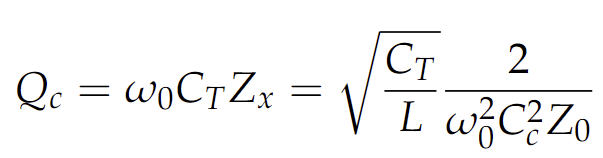 Q_c = ω_0 C_T Z_x = √(C_T / L) 2 / (ω_0^2 C_c^2 Z_0)